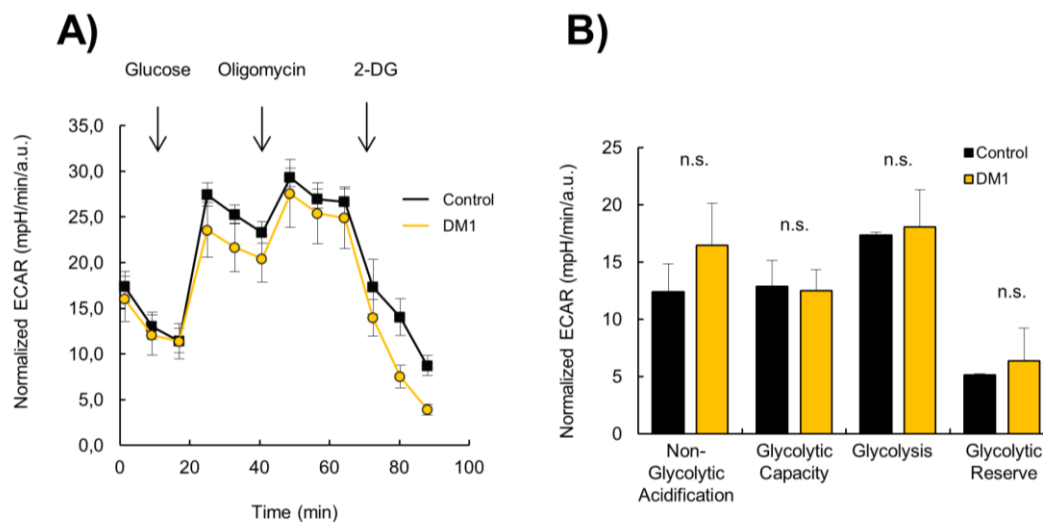 A)
Glucose
Oligomycin
2-DG
Normalized ECAR (mpH/min/a.u.)
35,0
30,0
25,0
20,0
15,0
10,0
5,0
0,0
0
20
40
60
80
100
Time (min)
Control
DM1
B)
Normalized ECAR (mpH/min/a.u.)
25
20
15
10
5
0
n.s.
n.s.
n.s.
n.s.
Control
DM1
Non-
Glycolytic
Acidification
Glycolytic
Capacity
Glycolysis
Glycolytic
Reserve